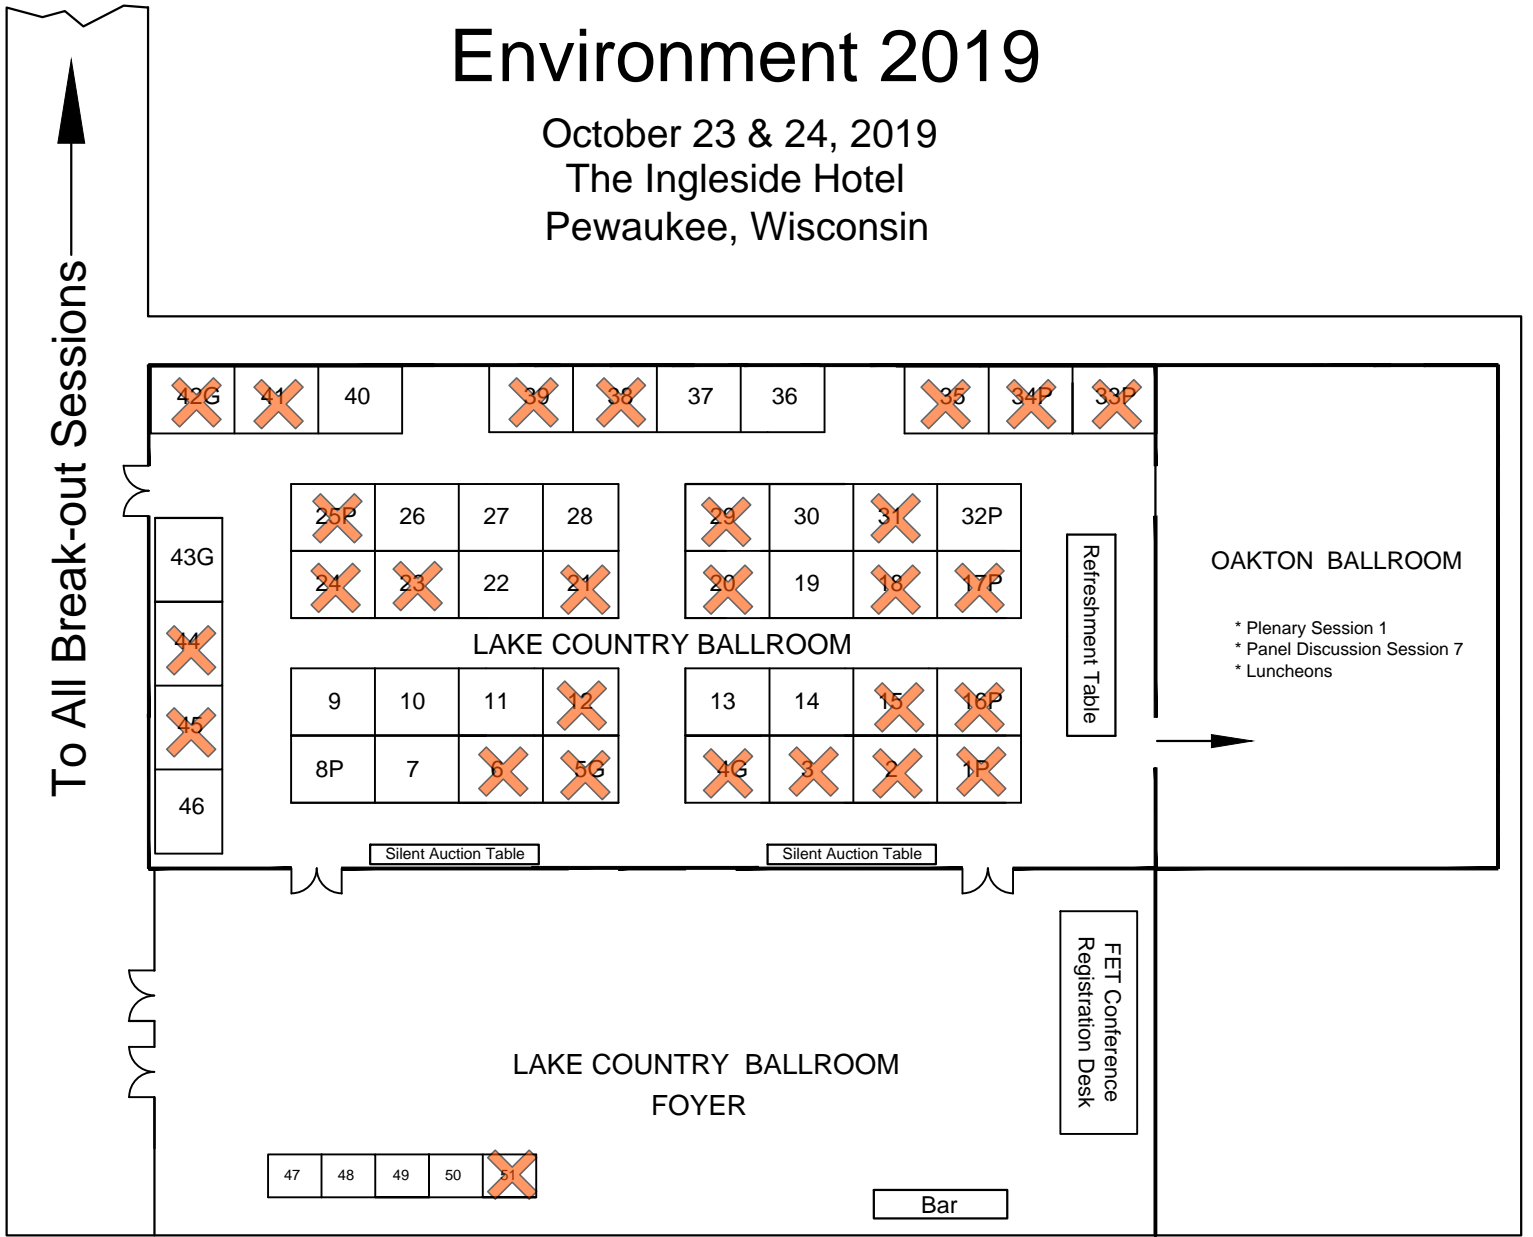 Environment 2019
October 23 & 24, 2019
The Ingleside Hotel
Pewaukee, Wisconsin
To All Break-out Sessions
42G 41 40 39 38 37 36 35 34P 33P
25P 26 27 28 29 30 31 32P
24 23 22 21 20 19 18 17P
43G
44
45
46
Refreshment Table
OAKTON BALLROOM
* Plenary Session 1
* Panel Discussion Session 7
* Luncheons
LAKE COUNTRY BALLROOM
9 10 11 12 13 14 15 16P
8P 7 6 5G 4G 3 2 1P
Silent Auction Table
Silent Auction Table
FET Conference
Registration Desk
LAKE COUNTRY BALLROOM
FOYER
47 48 49 50 51
Bar